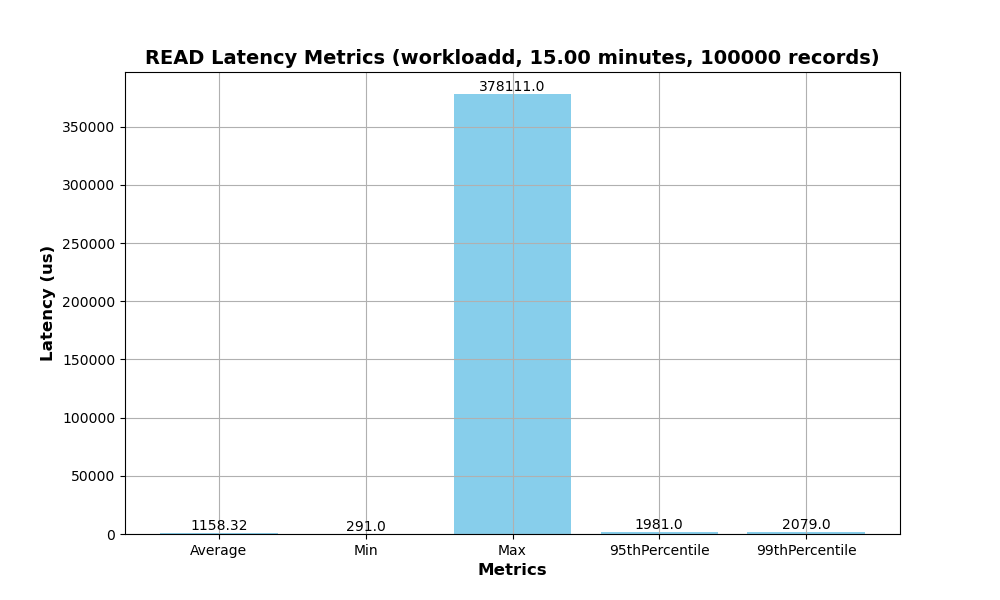 READ Latency Metrics (workloadd, 15.00 minutes, 100000 records)
378111.0
350000
300000
250000
200000
150000
100000
50000
0
Latency (us)
1158.32
291.0
1981.0
2079.0
Average
Min
Max
95thPercentile
99thPercentile
Metrics